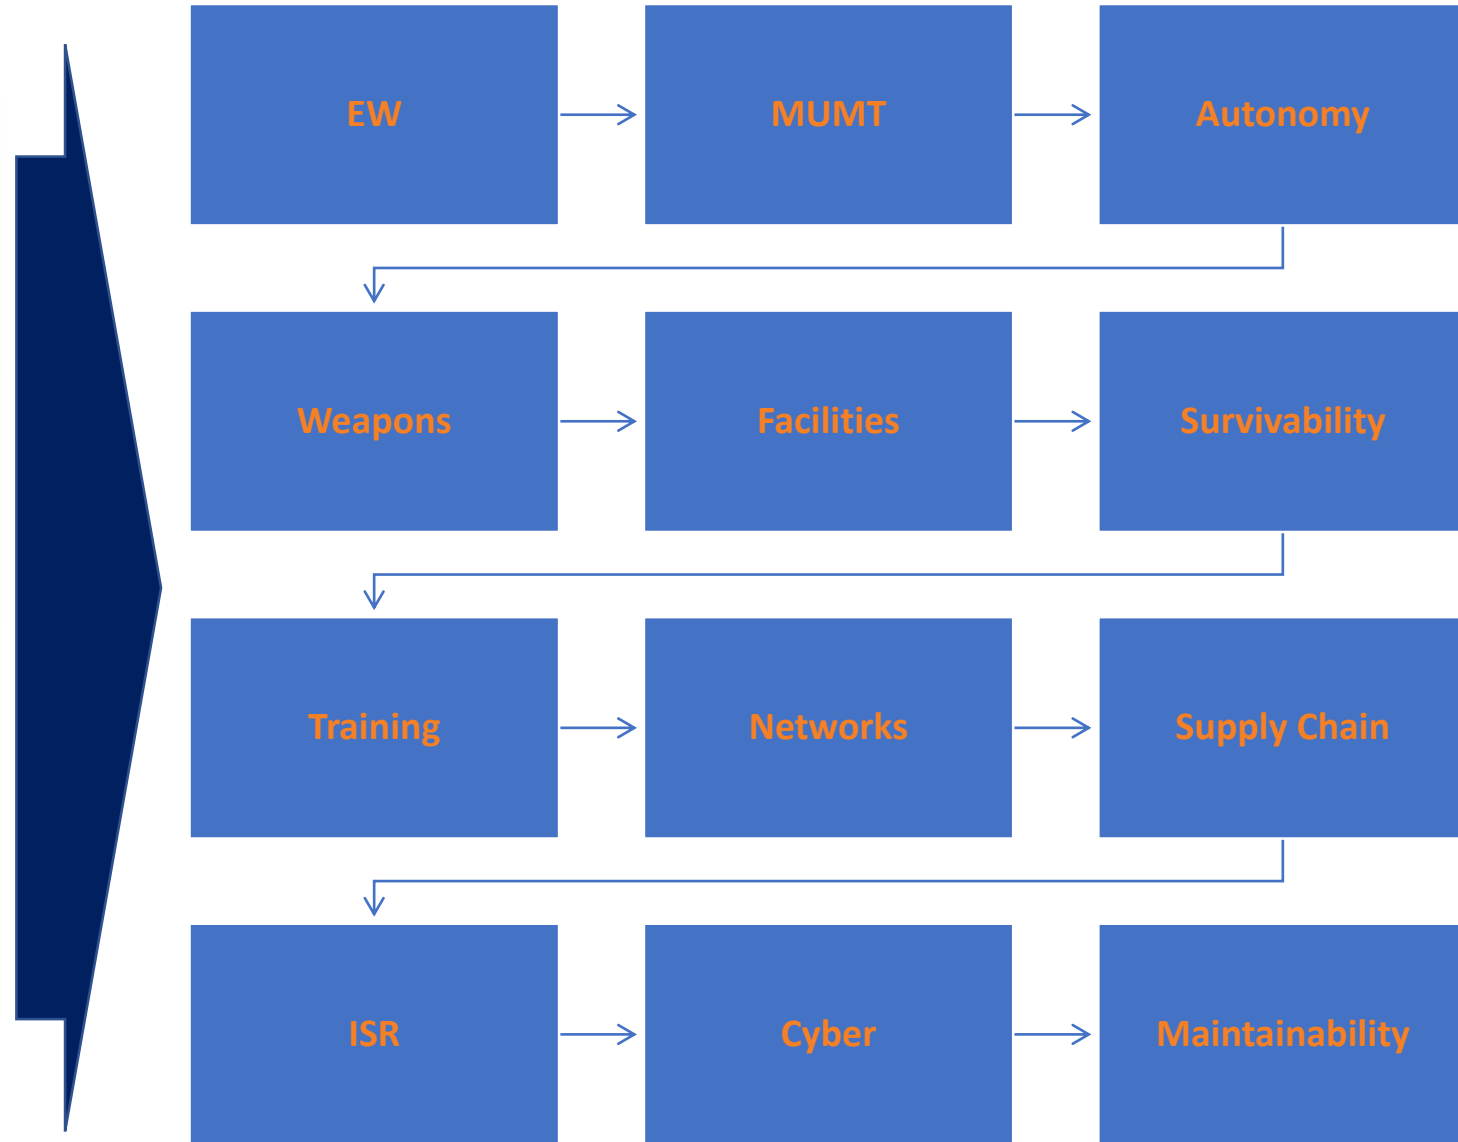 EW
MUMT
Autonomy
Weapons
Facilities
Survivability
Training
Networks
Supply Chain
ISR
Cyber
Maintainability